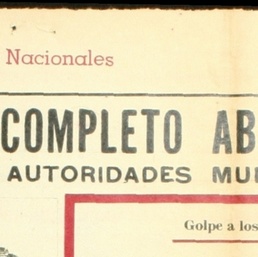 Nacionales
COMPLETO AB
AUTORIDADES MU
Golpe a los